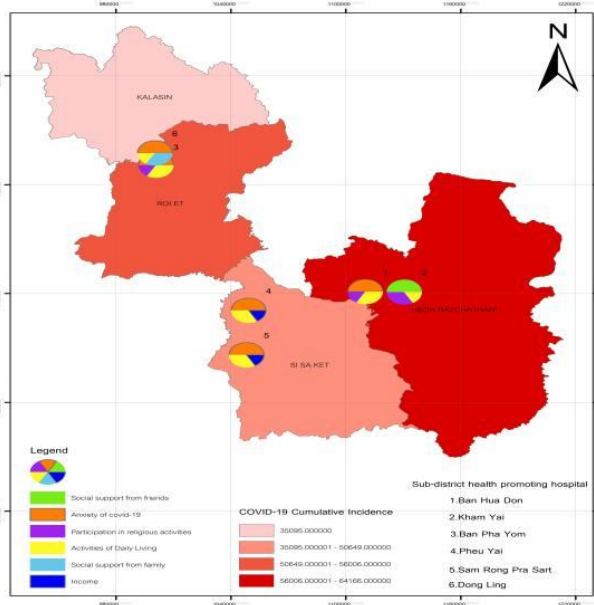 N
KALASIN
6
3
ROI ET
1
2
UBON RATCHATHANI
4
5
SI SA KET
Legend
Social support from friends
Anxiety of covid-19
Participation in religious activities
Activities of Daily Living
Social support from family
Income
COVID-19 Cumulative Incidence
35095.000000
35095.000001 - 50649.000000
50649.000001 - 56006.000000
56006.000001 - 64166.000000
Sub-district health promoting hospital
1.Ban Hua Don
2.Kham Yai
3.Ban Pha Yom
4.Pheu Yai
5.Sam Rong Pra Sart
6.Dong Ling